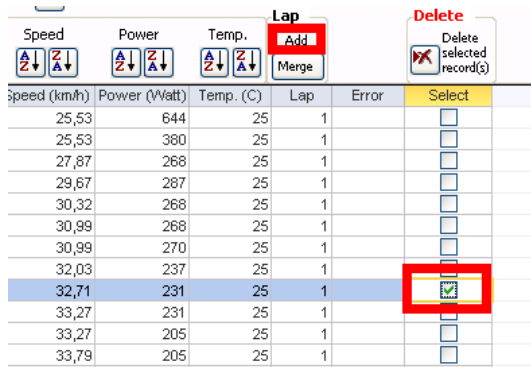 Lap
Delete
Speed Power Temp. Add Delete selected record(s)
A Z Z A A Z Z A A Z Z A Merge
Speed (km/h) Power (Watt) Temp. (C) Lap Error Select
25,53 644 25 1
25,53 380 25 1
27,87 268 25 1
29,67 287 25 1
30,32 268 25 1
30,99 268 25 1
30,99 270 25 1
32,03 237 25 1
32,71 231 25 1
33,27 231 25 1
33,27 205 25 1
33,79 205 25 1